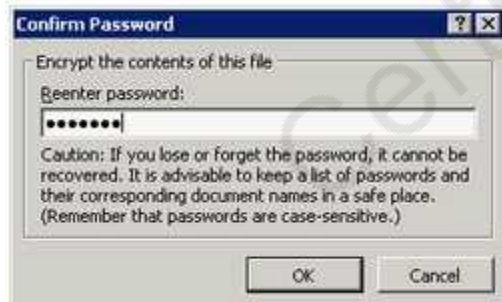 Confirm Password
Encrypt the contents of this file
Reenter password:
•••••••
Caution: If you lose or forget the password, it cannot be
recovered. It is advisable to keep a list of passwords and
their corresponding document names in a safe place.
(Remember that passwords are case-sensitive.)
OK Cancel